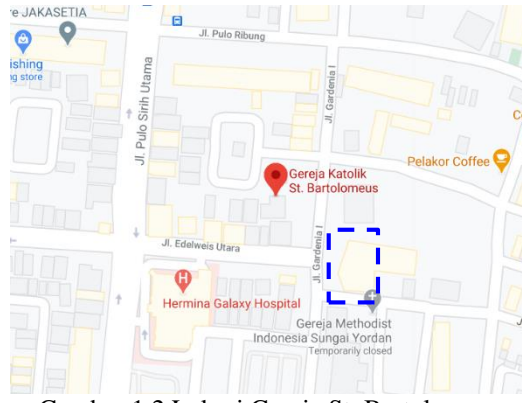 re JAKASETIA
Jl. Pulo Ribung
ishing
ng store
Jl. Pulo Sirih Utama
Jl. Gardenia I
Pelakor Coffee
Gereja Katolik
St. Bartolomeus
Jl. Edelweis Utara
Jl. Gardenia I
H
Hermina Galaxy Hospital
Gereja Methodist
Indonesia Sungai Yordan
Temporarily closed